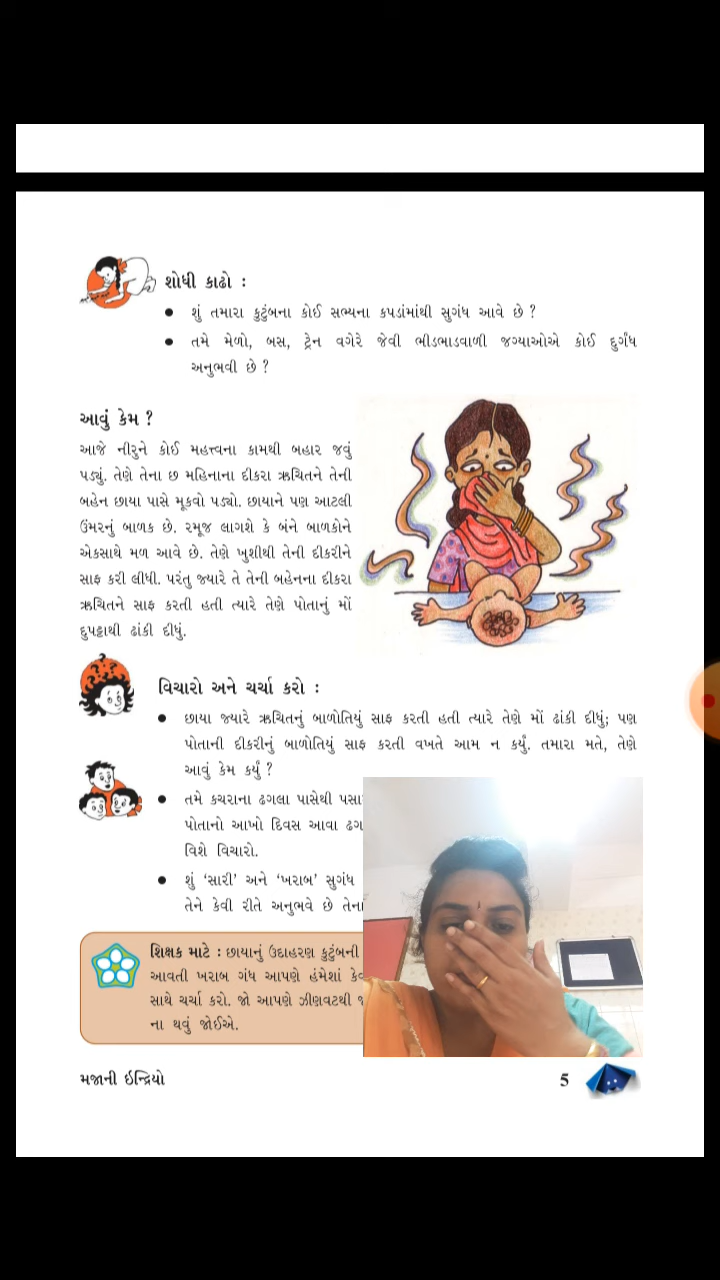 શોધી કાઢો :
● શું તમારા કુટુંબના કોઈ સભ્યના કપડાંમાંથી સુગંધ આવે છે ?
● તમે મેળો, બસ, ટ્રેન વગેરે જેવી ભીડભાડવાળી જગ્યાઓએ કોઈ દુર્ગંધ
અનુભવી છે ?
આવું કેમ ?
આજે નીરુને કોઈ મહત્ત્વના કામથી બહાર જવું
પડ્યું. તેણે તેના છ મહિનાના દીકરા ઋચિતને તેની
બહેન છાયા પાસે મૂકવો પડ્યો. છાયાને પણ આટલી
ઉંમરનું બાળક છે. રમૂજ લાગશે કે બંને બાળકોને
એકસાથે મળ આવે છે. તેણે ખુશીથી તેની દીકરીને
સાફ કરી લીધી. પરંતુ જ્યારે તે તેની બહેનના દીકરા
ઋચિતને સાફ કરતી હતી ત્યારે તેણે પોતાનું મોં
દુપટ્ટાથી ઢાંકી દીધું.
વિચારો અને ચર્ચા કરો :
● છાયા જ્યારે ઋચિતનું બાળોતિયું સાફ કરતી હતી ત્યારે તેણે મોં ઢાંકી દીધું; પણ
પોતાની દીકરીનું બાળોતિયું સાફ કરતી વખતે આમ ન કર્યું. તમારા મતે, તેણે
આવું કેમ કર્યું ?
● તમે કચરાના ઢગલા પાસેથી
પોતાનો આખો દિવસ આવા
વિશે વિચારો.
● શું ‘સારી’ અને ‘ખરાબ’ સુગંધ
તેને કેવી રીતે અનુભવે છે
શિક્ષક માટે : છાયાનું ઉદાહરણ કુટુંબની
આવતી ખરાબ ગંધ આપણે હંમેશાં
સાથે ચર્ચા કરો. જો આપણે ઝીણવટથી
ના થવું જોઈએ.
મજાની ઇન્દ્રિયો 5